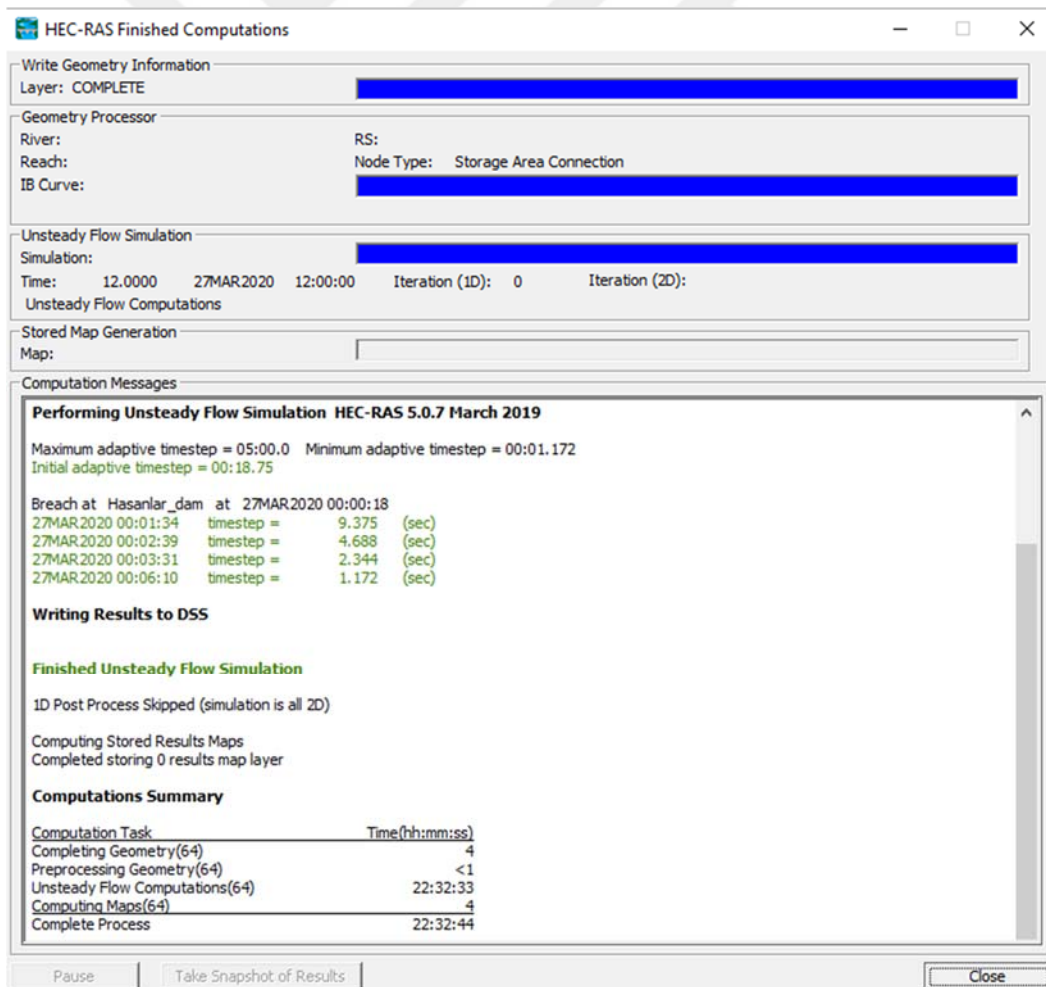 HEC-RAS Finished Computations
Write Geometry Information
Layer: COMPLETE
Geometry Processor
River: RS:
Reach: Node Type: Storage Area Connection
IB Curve:
Unsteady Flow Simulation
Simulation:
Time: 12.0000 27MAR2020 12:00:00 Iteration (1D): 0 Iteration (2D):
Unsteady Flow Computations
Stored Map Generation
Map:
Computation Messages
Performing Unsteady Flow Simulation HEC-RAS 5.0.7 March 2019
Maximum adaptive timestep = 05:00.0 Minimum adaptive timestep = 00:01.172
Initial adaptive timestep = 00:18.75
Breach at Hasanlar_dam at 27MAR2020 00:00:18
27MAR2020 00:01:34 timestep = 9.375 (sec)
27MAR2020 00:02:39 timestep = 4.688 (sec)
27MAR2020 00:03:31 timestep = 2.344 (sec)
27MAR2020 00:06:10 timestep = 1.172 (sec)
Writing Results to DSS
Finished Unsteady Flow Simulation
1D Post Process Skipped (simulation is all 2D)
Computing Stored Results Maps
Completed storing 0 results map layer
Computations Summary
Computation Task Time(hh:mm:ss)
Completing Geometry(64) 4
Preprocessing Geometry(64) <1
Unsteady Flow Computations(64) 22:32:33
Computing Maps(64) 4
Complete Process 22:32:44
Pause Take Snapshot of Results Close